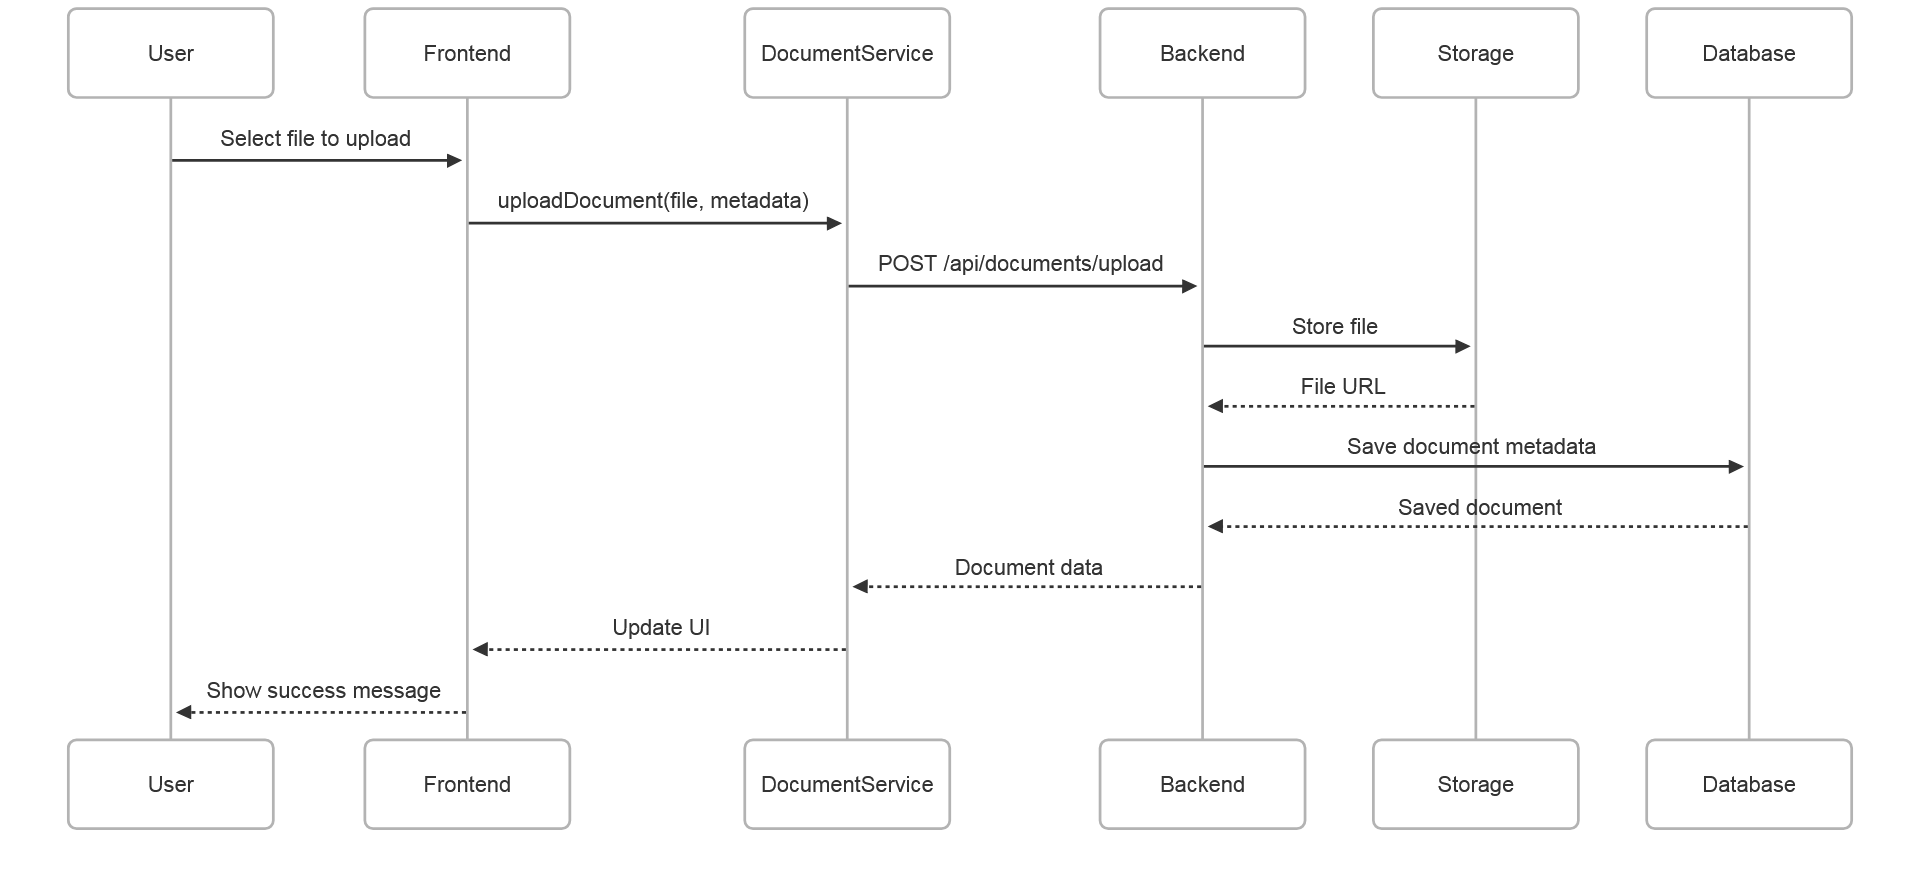 User
Frontend
DocumentService
Backend
Storage
Database
Select file to upload
uploadDocument(file, metadata)
POST /api/documents/upload
Store file
File URL
Save document metadata
Saved document
Document data
Update UI
Show success message
User
Frontend
DocumentService
Backend
Storage
Database